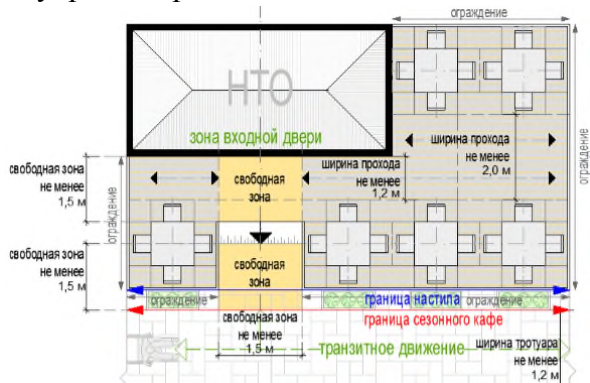 ограждение
НТО
зона входной двери
свободная зона
не менее
1,5 м
свободная
зона
ширина прохода
не менее
1,2 м
ширина прохода
не менее
2,0 м
ограждение
ограждение
свободная зона
не менее
1,5 м
свободная
зона
ограждение
граница настила
ограждение
свободная зона
не менее
1,5 м
граница сезонного кафе
транзитное движение
ширина тротуара
не менее
1,2 м